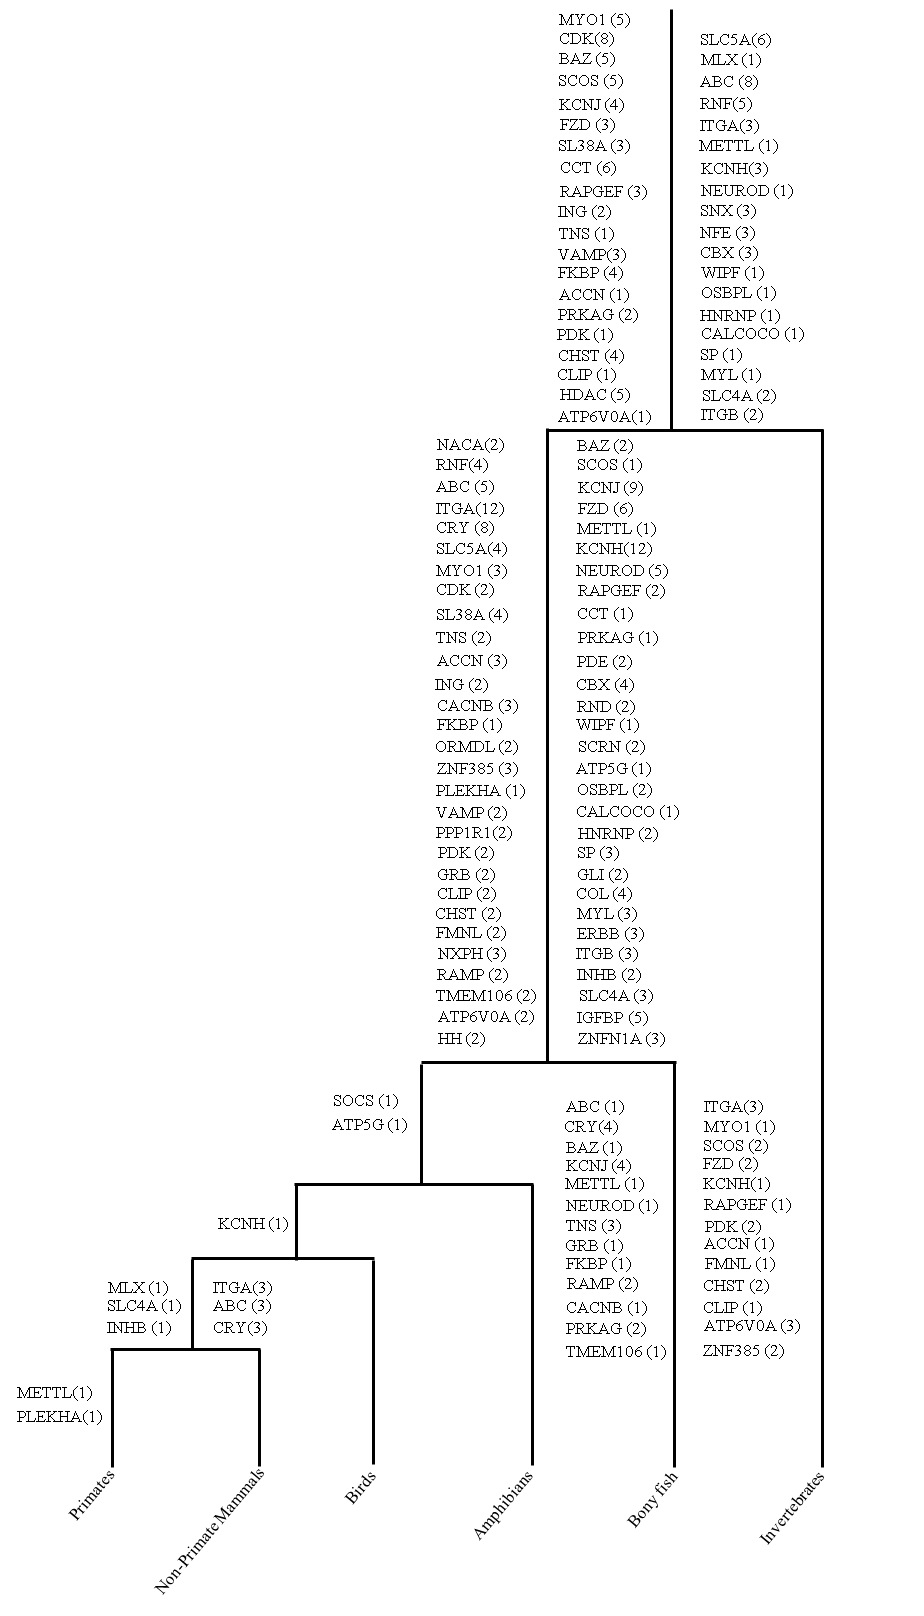 MYO1 (5)
CDK(8)
BAZ (5)
SCOS (5)
KCNJ (4)
FZD (3)
SL38A (3)
CCT (6)
RAPGEF (3)
ING (2)
TNS (1)
VAMP(3)
FKBP (4)
ACCN (1)
PRKAG (2)
PDK (1)
CHST (4)
CLIP (1)
HDAC (5)
ATP6V0A(1)
SLC5A(6)
MLX (1)
ABC (8)
RNF(5)
ITGA(3)
METTL (1)
KCNH(3)
NEUROD (1)
SNX (3)
NFE (3)
CBX (3)
WIPF (1)
OSBPL (1)
HNRNP (1)
CALCOCO (1)
SP (1)
MYL (1)
SLC4A (2)
ITGB (2)
NACA(2)
RNF(4)
ABC (5)
ITGA(12)
CRY (8)
SLC5A(4)
MYO1 (3)
CDK (2)
SL38A (4)
TNS (2)
ACCN (3)
ING (2)
CACNB (3)
FKBP (1)
ORMDL (2)
ZNF385 (3)
PLEKHA (1)
VAMP (2)
PPP1R1(2)
PDK (2)
GRB (2)
CLIP (2)
CHST (2)
FMNL (2)
NXPH (3)
RAMP (2)
TMEM106 (2)
ATP6V0A (2)
HH (2)
BAZ (2)
SCOS (1)
KCNJ (9)
FZD (6)
METTL (1)
KCNH(12)
NEUROD (5)
RAPGEF (2)
CCT (1)
PRKAG (1)
PDE (2)
CBX (4)
RND (2)
WIPF (1)
SCRN (2)
ATP5G (1)
OSBPL (2)
CALCOCO (1)
HNRNP (2)
SP (3)
GLI (2)
COL (4)
MYL (3)
ERBB (3)
ITGB (3)
INHB (2)
SLC4A (3)
IGFBP (5)
ZNFN1A (3)
SOCS (1)
ATP5G (1)
ABC (1)
CRY(4)
BAZ (1)
KCNJ (4)
METTL (1)
NEUROD (1)
TNS (3)
GRB (1)
FKBP (1)
RAMP (2)
CACNB (1)
PRKAG (2)
TMEM106 (1)
ITGA(3)
MYO1 (1)
SCOS (2)
FZD (2)
KCNH(1)
RAPGEF (1)
PDK (2)
ACCN (1)
FMNL (1)
CHST (2)
CLIP (1)
ATP6V0A (3)
ZNF385 (2)
KCNH (1)
MLX (1)
SLC4A (1)
INHB (1)
ITGA(3)
ABC (3)
CRY(3)
METTL(1)
PLEKHA(1)
Primates
Non-Primate Mammals
Birds
Amphibians
Bony fish
Invertebrates